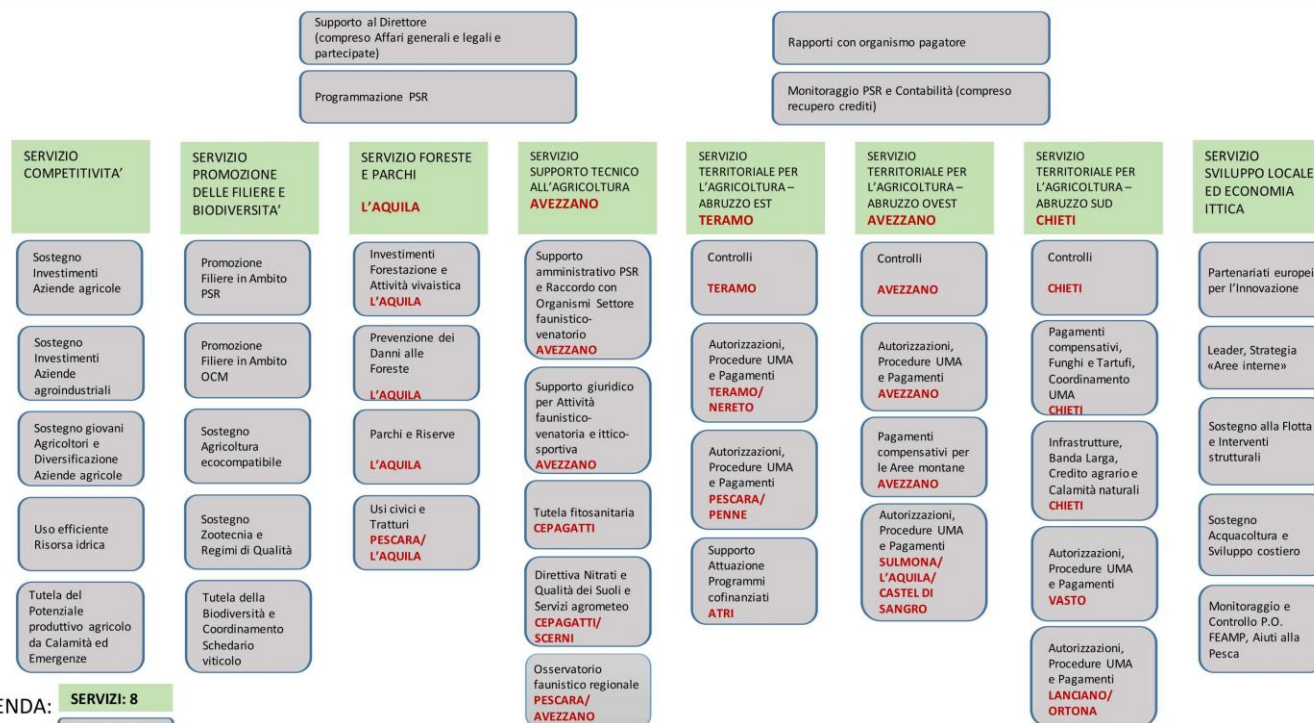 Supporto al Direttore
(compreso Affari generali e legali e
partecipate)
Rapporti con organismo pagatore
Programmazione PSR
Monitoraggio PSR e Contabilità (compreso
recupero crediti)
SERVIZIO
COMPETITIVITA’
Sostegno
Investimenti
Aziende agricole
Sostegno
Investimenti
Aziende
agroindustriali
Sostegno giovani
Agricoltori e
Diversificazione
Aziende agricole
Uso efficiente
Risorsa idrica
Tutela del
Potenziale
produttivo agricolo
da Calamità ed
Emergenze
SERVIZIO
PROMOZIONE
DELLE FILIERE E
BIODIVERSITA’
Promozione
Filiere in Ambito
PSR
Promozione
Filiere in Ambito
OCM
Sostegno
Agricoltura
ecocompatibile
Sostegno
Zootecnia e
Regimi di Qualità
Tutela della
Biodiversità e
Coordinamento
Schedario
viticolo
SERVIZIO FORESTE
E PARCHI
L’AQUILA
Investimenti
Forestazione e
Attività vivaistica
L’AQUILA
Prevenzione dei
Danni alle
Foreste
L’AQUILA
Parchi e Riserve
L’AQUILA
Usi civici e
Tratturi
PESCARA/
L’AQUILA
SERVIZIO
SUPPORTO TECNICO
ALL’AGRICOLTURA
AVEZZANO
Supporto
amministrativo PSR
e Raccordo con
Organismi Settore
faunistico-
venatorio
AVEZZANO
Supporto giuridico
per Attività
faunistico-
venatoria e ittico-
sportiva
AVEZZANO
Tutela fitosanitaria
CEPAGATTI
Direttiva Nitrati e
Qualità dei Suoli e
Servizi agrometeo
CEPAGATTI/
SCERNI
Osservatorio
faunistico regionale
PESCARA/
AVEZZANO
SERVIZIO
TERRITORIALE PER
L’AGRICOLTURA –
ABRUZZO EST
TERAMO
Controlli
TERAMO
Autorizzazioni,
Procedure UMA
e Pagamenti
TERAMO/
NERETO
Autorizzazioni,
Procedure UMA
e Pagamenti
PESCARA/
PENNE
Supporto
Attuazione
Programmi
cofinanziati
ATRI
SERVIZIO
TERRITORIALE PER
L’AGRICOLTURA –
ABRUZZO OVEST
AVEZZANO
Controlli
AVEZZANO
Autorizzazioni,
Procedure UMA
e Pagamenti
AVEZZANO
Pagamenti
compensativi per
le Aree montane
AVEZZANO
Autorizzazioni,
Procedure UMA
e Pagamenti
SULMONA/
L’AQUILA/
CASTEL DI
SANGRO
SERVIZIO
TERRITORIALE PER
L’AGRICOLTURA –
ABRUZZO SUD
CHIETI
Controlli
CHIETI
Pagamenti
compensativi,
Funghi e Tartufi,
Coordinamento
UMA
CHIETI
Infrastrutture,
Banda Larga,
Credito agrario e
Calamità naturali
CHIETI
Autorizzazioni,
Procedure UMA
e Pagamenti
VASTO
Autorizzazioni,
Procedure UMA
e Pagamenti
LANCIANO/
ORTONA
SERVIZIO
SVILUPPO LOCALE
ED ECONOMIA
ITTICA
Partenariati europei
per l’Innovazione
Leader, Strategia
«Aree interne»
Sostegno alla Flotta
e Interventi
strutturali
Sostegno
Acquacoltura e
Sviluppo costiero
Monitoraggio e
Controllo P.O.
FEAMP, Aiuti alla
Pesca
ENDA:
SERVIZI: 8